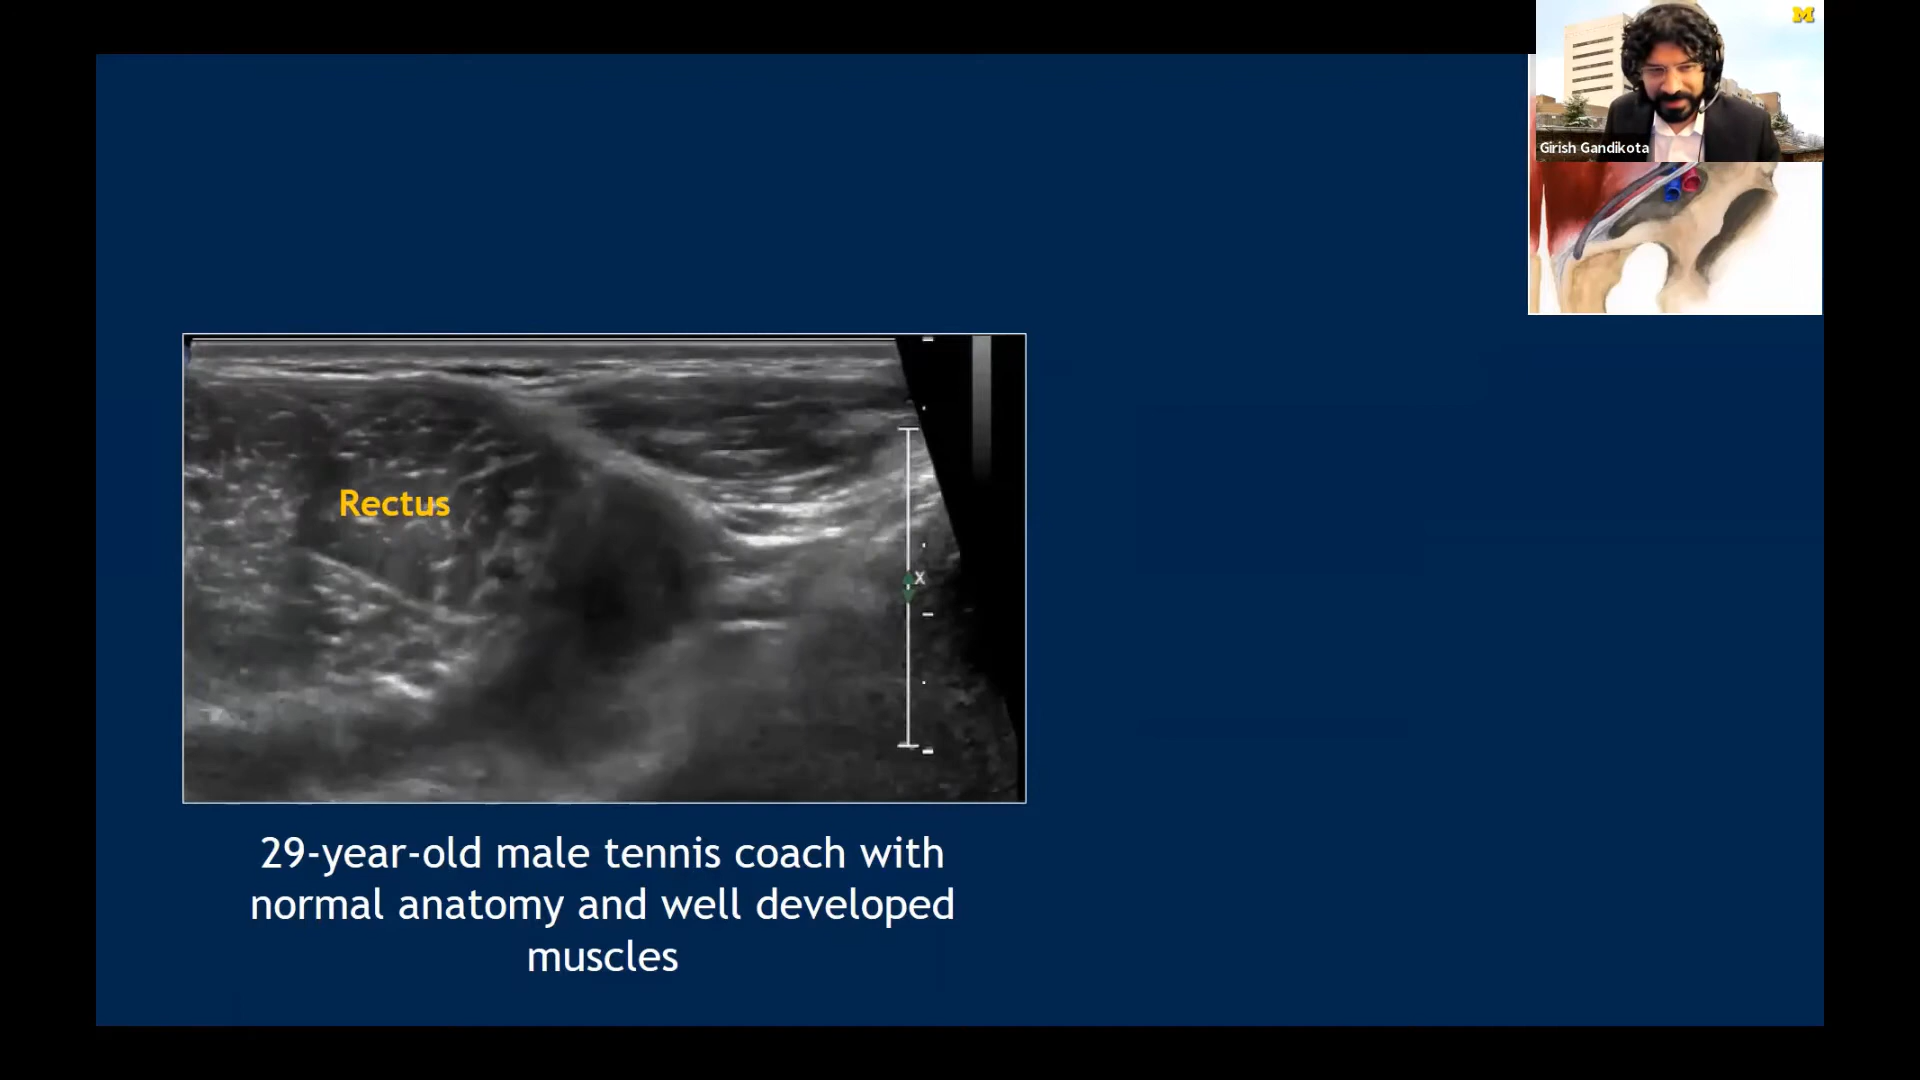 M
Girish Gandikota
Rectus
X
29-year-old male tennis coach with
normal anatomy and well developed
muscles